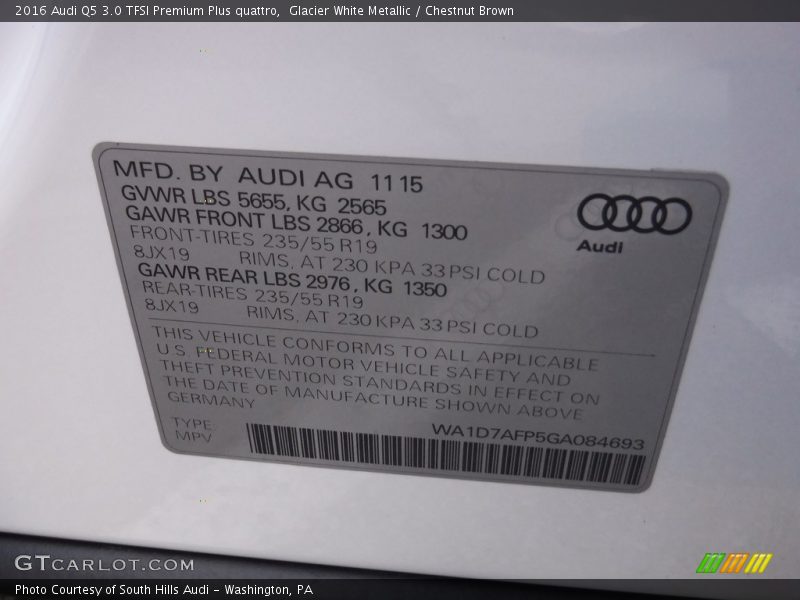 2016 Audi Q5 3.0 TFSI Premium Plus quattro,  Glacier White Metallic / Chestnut Brown
MFD. BY AUDI AG 11 15
GVWR LBS 5655, KG 2565
GAWR FRONT LBS 2866, KG 1300
FRONT-TIRES 235/55 R19
8JX19 RIMS, AT 230 KPA 33 PSI COLD
GAWR REAR LBS 2976, KG 1350
REAR-TIRES 235/55 R19
8JX19 RIMS, AT 230 KPA 33 PSI COLD
Audi
THIS VEHICLE CONFORMS TO ALL APPLICABLE
U.S. FEDERAL MOTOR VEHICLE SAFETY AND
THEFT PREVENTION STANDARDS IN EFFECT ON
THE DATE OF MANUFACTURE SHOWN ABOVE
GERMANY
TYPE:
MPV
WA1D7AFP5GA084693
GTCARLOT.COM
Photo Courtesy of South Hills Audi - Washington, PA